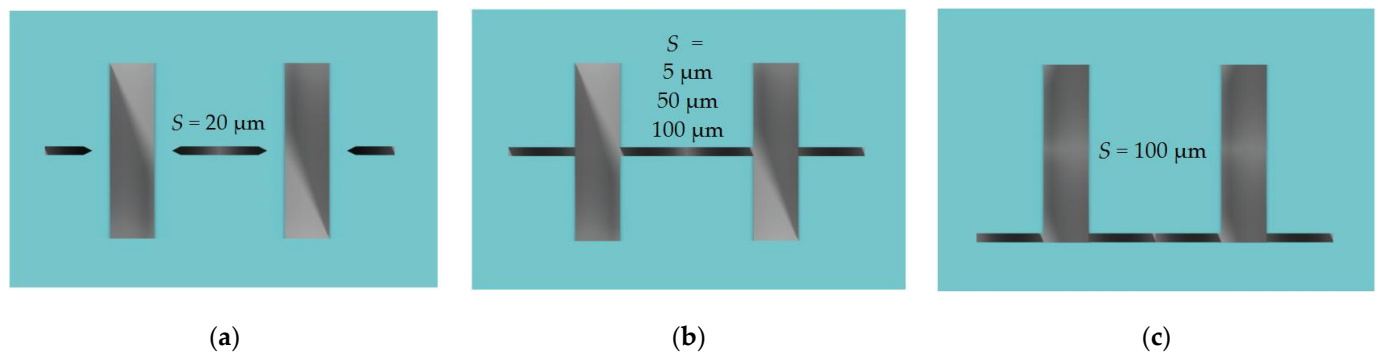 S = 20 µm
S =
5 µm
50 µm
100 µm
S = 100 µm
(a)
(b)
(c)